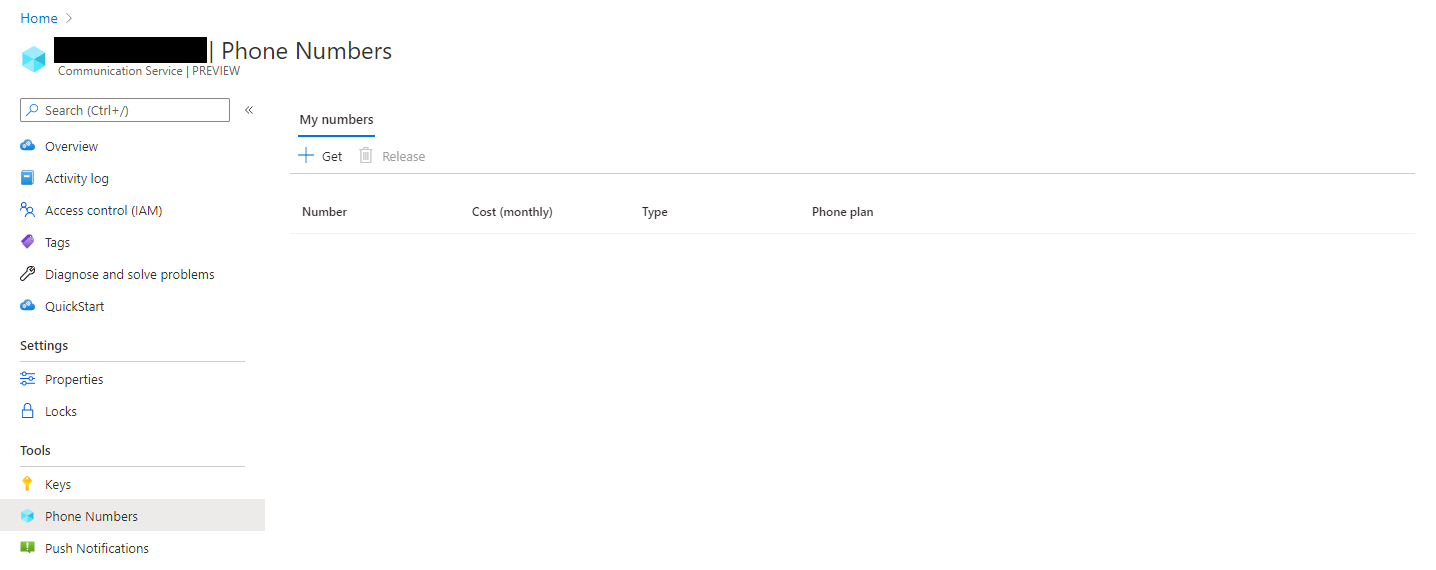 Home >
| Phone Numbers
Communication Service | PREVIEW
Search (Ctrl+/)
«
Overview
Activity log
Access control (IAM)
Tags
Diagnose and solve problems
QuickStart
Settings
Properties
Locks
Tools
Keys
Phone Numbers
Push Notifications
My numbers
Get Release
Number Cost (monthly) Type Phone plan